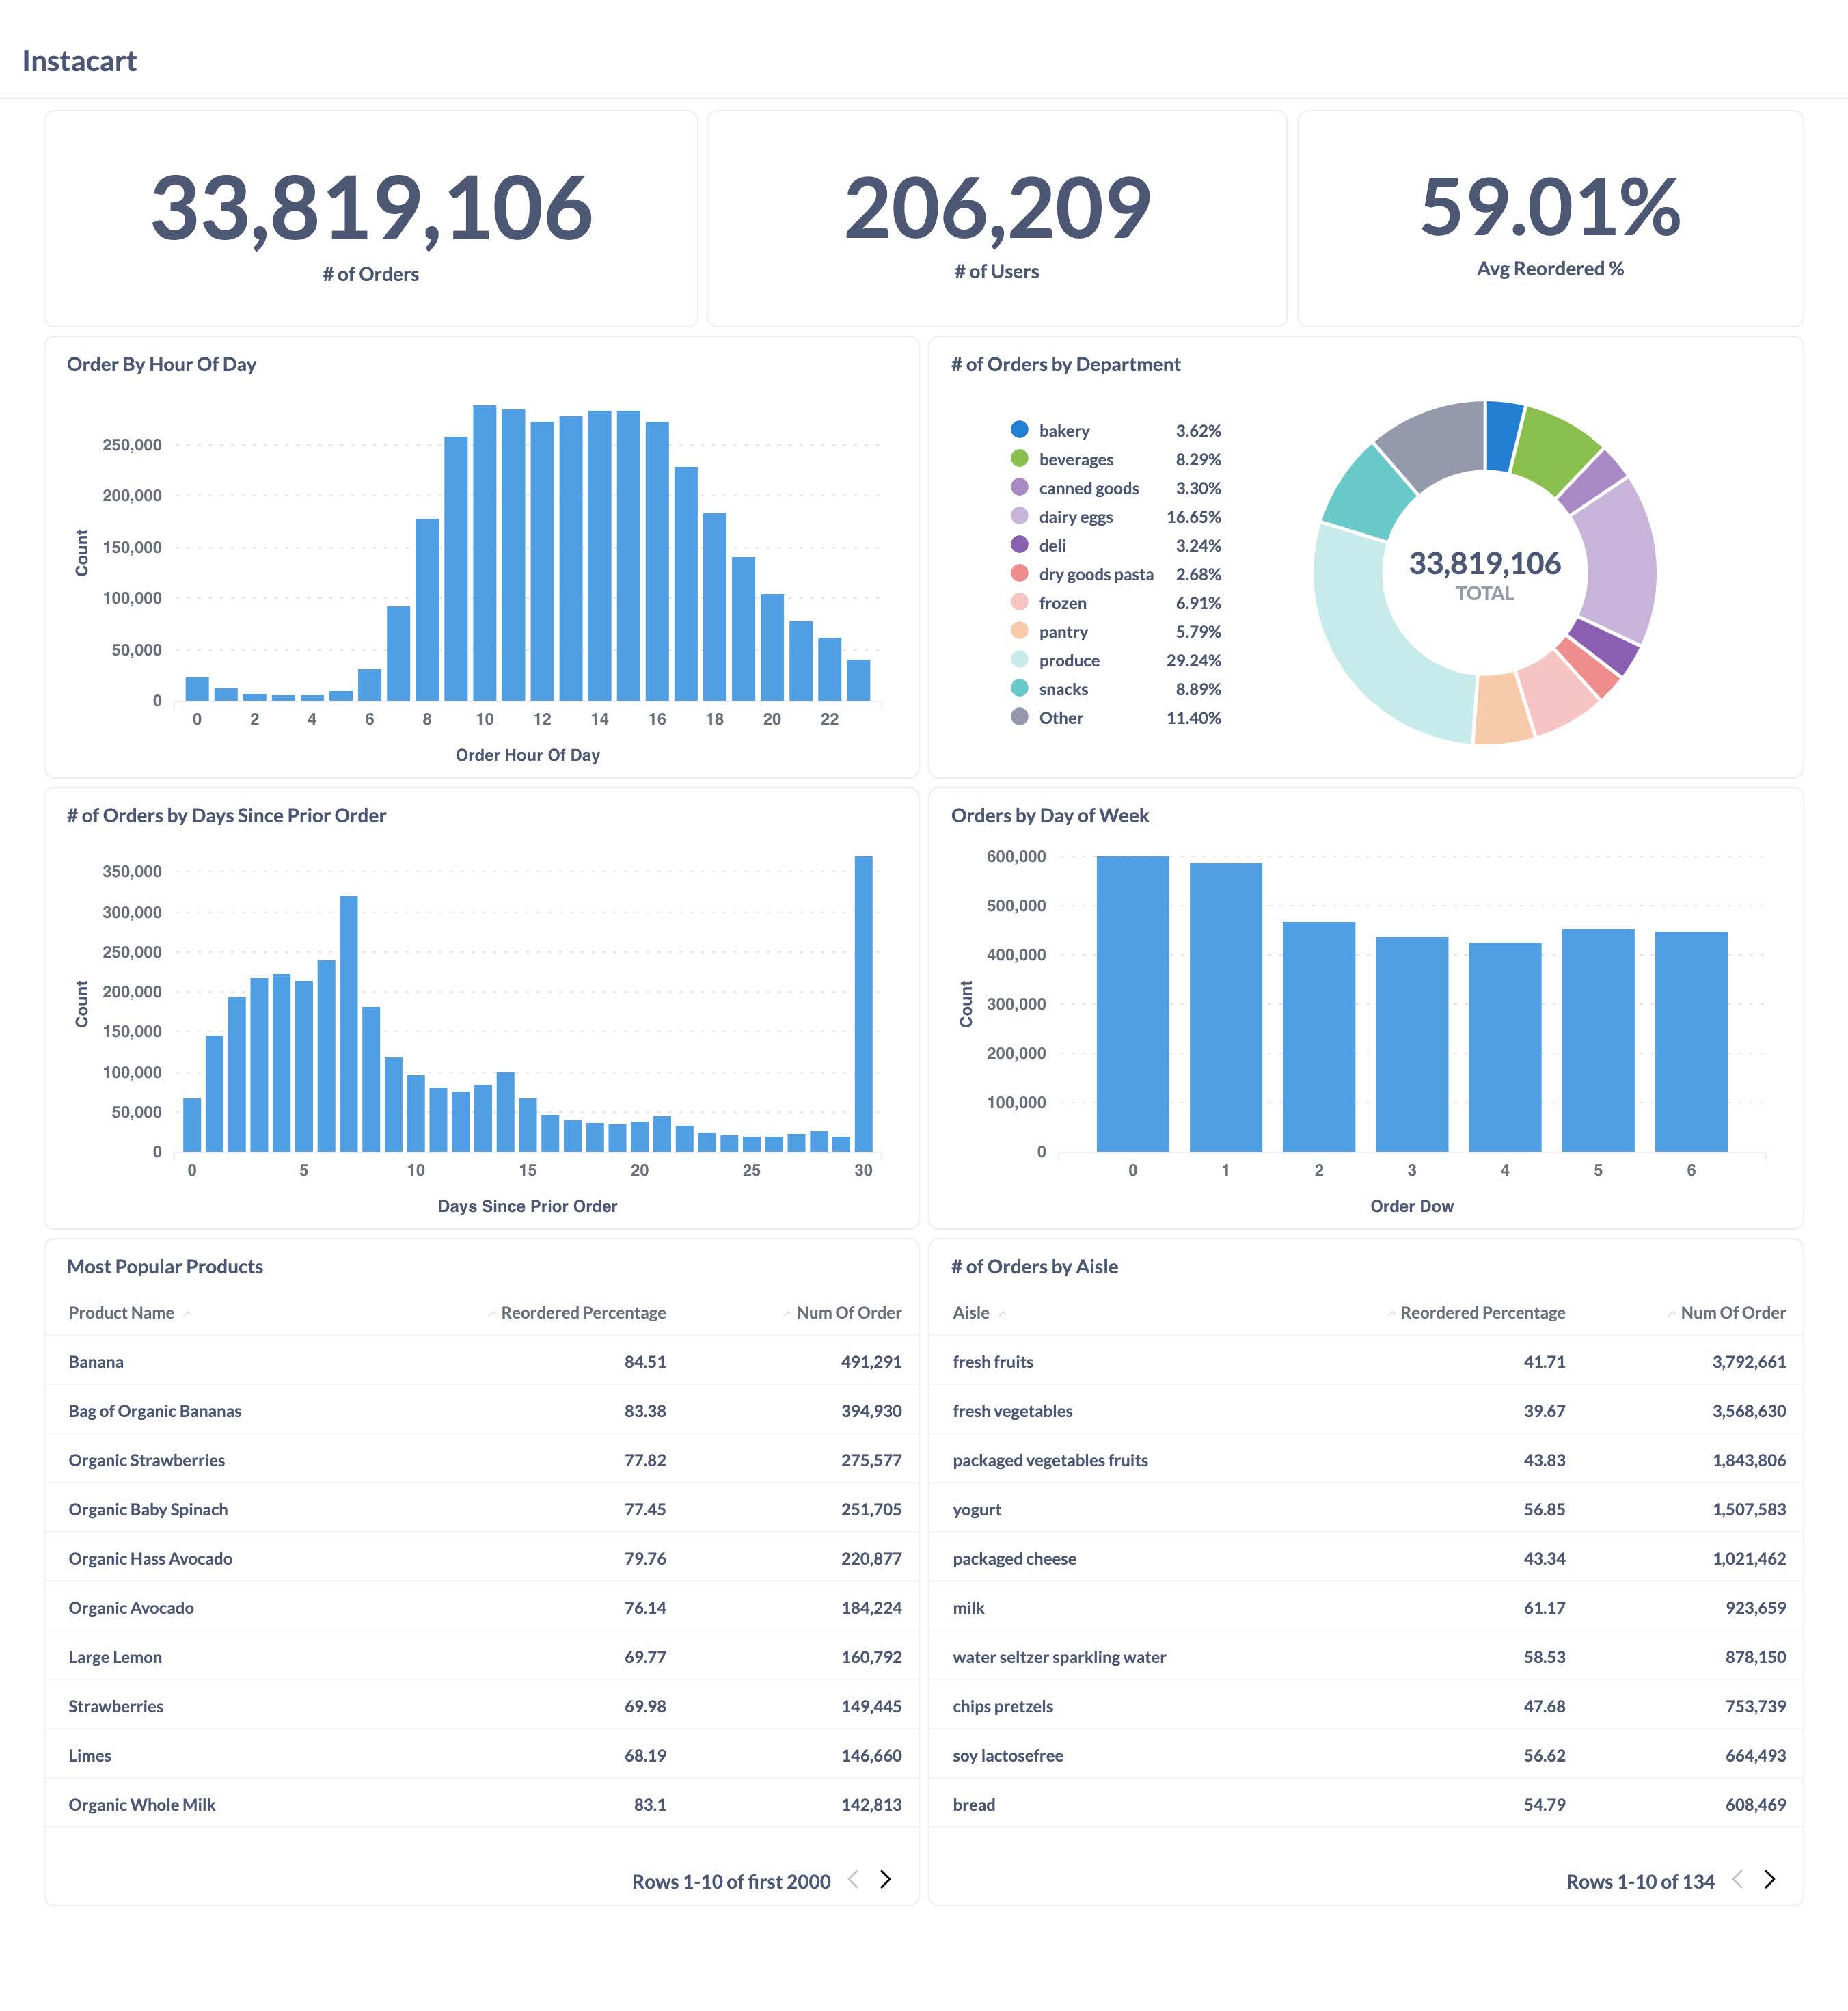 Instacart
33,819,106
# of Orders
206,209
# of Users
59.01%
Avg Reordered %
Order By Hour Of Day
250,000
200,000
150,000
100,000
50,000
0
Count
0 2 4 6 8 10 12 14 16 18 20 22
Order Hour Of Day
# of Orders by Department
bakery 3.62%
beverages 8.29%
canned goods 3.30%
dairy eggs 16.65%
deli 3.24%
dry goods pasta 2.68%
frozen 6.91%
pantry 5.79%
produce 29.24%
snacks 8.89%
Other 11.40%
33,819,106
TOTAL
# of Orders by Days Since Prior Order
350,000
300,000
250,000
200,000
150,000
100,000
50,000
0
Count
0 5 10 15 20 25 30
Days Since Prior Order
Orders by Day of Week
600,000
500,000
400,000
300,000
200,000
100,000
0
Count
0 1 2 3 4 5 6
Order Dow
Most Popular Products
Product Name Reordered Percentage Num Of Order
Banana 84.51 491,291
Bag of Organic Bananas 83.38 394,930
Organic Strawberries 77.82 275,577
Organic Baby Spinach 77.45 251,705
Organic Hass Avocado 79.76 220,877
Organic Avocado 76.14 184,224
Large Lemon 69.77 160,792
Strawberries 69.98 149,445
Limes 68.19 146,660
Organic Whole Milk 83.1 142,813
Rows 1-10 of first 2000
# of Orders by Aisle
Aisle Reordered Percentage Num Of Order
fresh fruits 41.71 3,792,661
fresh vegetables 39.67 3,568,630
packaged vegetables fruits 43.83 1,843,806
yogurt 56.85 1,507,583
packaged cheese 43.34 1,021,462
milk 61.17 923,659
water seltzer sparkling water 58.53 878,150
chips pretzels 47.68 753,739
soy lactosefree 56.62 664,493
bread 54.79 608,469
Rows 1-10 of 134